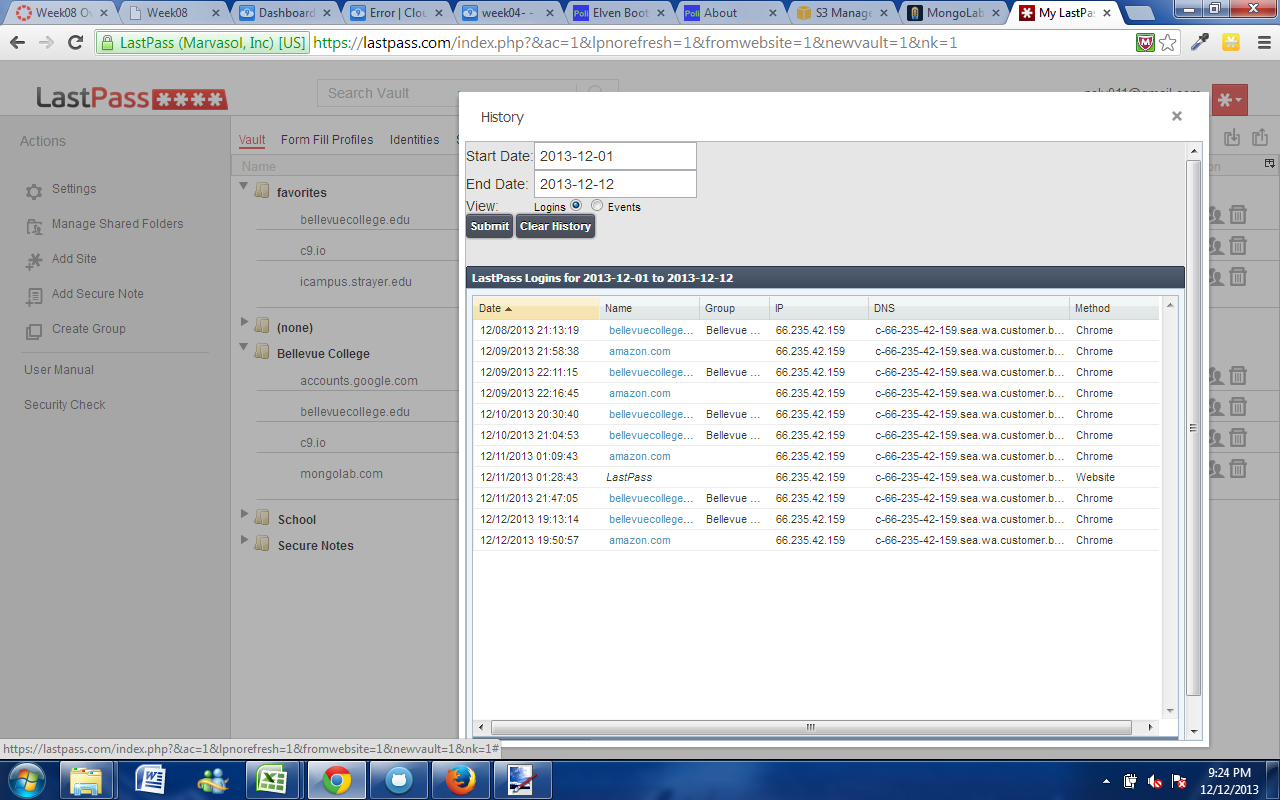 Week08 Ov
Week08
Dashboard
Error | Clou
week04- -
Poll Elven Boot
Poll About
S3 Manage
MongoLab
My LastPas
LastPass (Marvasol, Inc) [US] https://lastpass.com/index.php?&ac=1&lpnorefresh=1&fromwebsite=1&newvault=1&nk=1
LastPass ****
Search Vault
Actions
Settings
Manage Shared Folders
Add Site
Add Secure Note
Create Group
User Manual
Security Check
Vault Form Fill Profiles Identities
Name
favorites
bellevuecollege.edu
c9.io
icampus.strayer.edu
(none)
Bellevue College
accounts.google.com
bellevuecollege.edu
c9.io
mongolab.com
School
Secure Notes
History
Start Date: 2013-12-01
End Date: 2013-12-12
View: Logins Events
Submit Clear History
LastPass Logins for 2013-12-01 to 2013-12-12
Date Name Group IP DNS Method
12/08/2013 21:13:19 bellevuecollege... Bellevue ... 66.235.42.159 c-66-235-42-159.sea.wa.customer.b... Chrome
12/09/2013 21:58:38 amazon.com 66.235.42.159 c-66-235-42-159.sea.wa.customer.b... Chrome
12/09/2013 22:11:15 bellevuecollege... Bellevue ... 66.235.42.159 c-66-235-42-159.sea.wa.customer.b... Chrome
12/09/2013 22:16:45 amazon.com 66.235.42.159 c-66-235-42-159.sea.wa.customer.b... Chrome
12/10/2013 20:30:40 bellevuecollege... Bellevue ... 66.235.42.159 c-66-235-42-159.sea.wa.customer.b... Chrome
12/10/2013 21:04:53 bellevuecollege... Bellevue ... 66.235.42.159 c-66-235-42-159.sea.wa.customer.b... Chrome
12/11/2013 01:09:43 amazon.com 66.235.42.159 c-66-235-42-159.sea.wa.customer.b... Chrome
12/11/2013 01:28:43 LastPass 66.235.42.159 c-66-235-42-159.sea.wa.customer.b... Website
12/11/2013 21:47:05 bellevuecollege... Bellevue ... 66.235.42.159 c-66-235-42-159.sea.wa.customer.b... Chrome
12/12/2013 19:13:14 bellevuecollege... Bellevue ... 66.235.42.159 c-66-235-42-159.sea.wa.customer.b... Chrome
12/12/2013 19:50:57 amazon.com 66.235.42.159 c-66-235-42-159.sea.wa.customer.b... Chrome
https://lastpass.com/index.php?&ac=1&lpnorefresh=1&fromwebsite=1&newvault=1&nk=1#
9:24 PM
12/12/2013